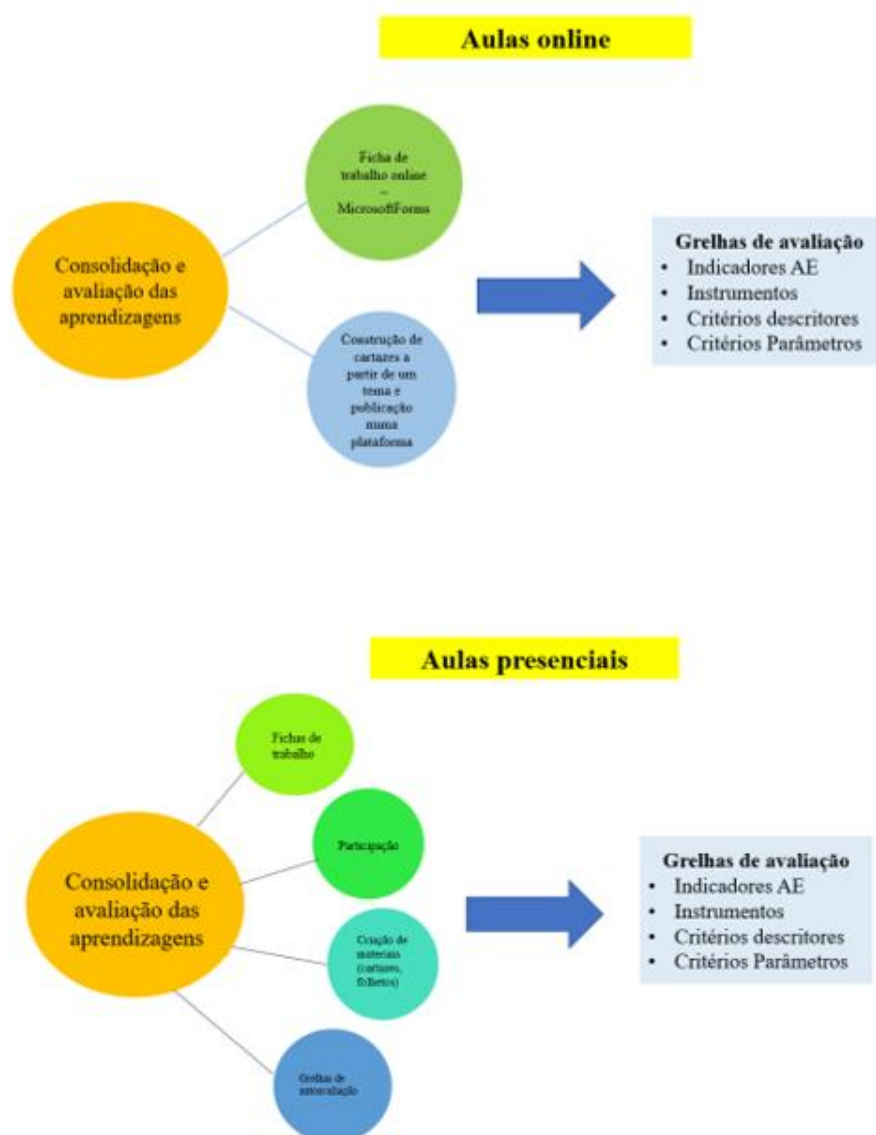 Aulas online
Ficha de
trabalho online
–
MicrosoftForms
Consolidação e
avaliação das
aprendizagens
Construção de
cartazes a
partir de um
tema e
publicação
numa
plataforma
Grelhas de avaliação
• Indicadores AE
• Instrumentos
• Critérios descritores
• Critérios Parâmetros
Aulas presenciais
Fichas de
trabalho
Participação
Consolidação e
avaliação das
aprendizagens
Criação de
materiais
(cartazes,
folhetos)
Grelhas de
autoavaliação
Grelhas de avaliação
• Indicadores AE
• Instrumentos
• Critérios descritores
• Critérios Parâmetros